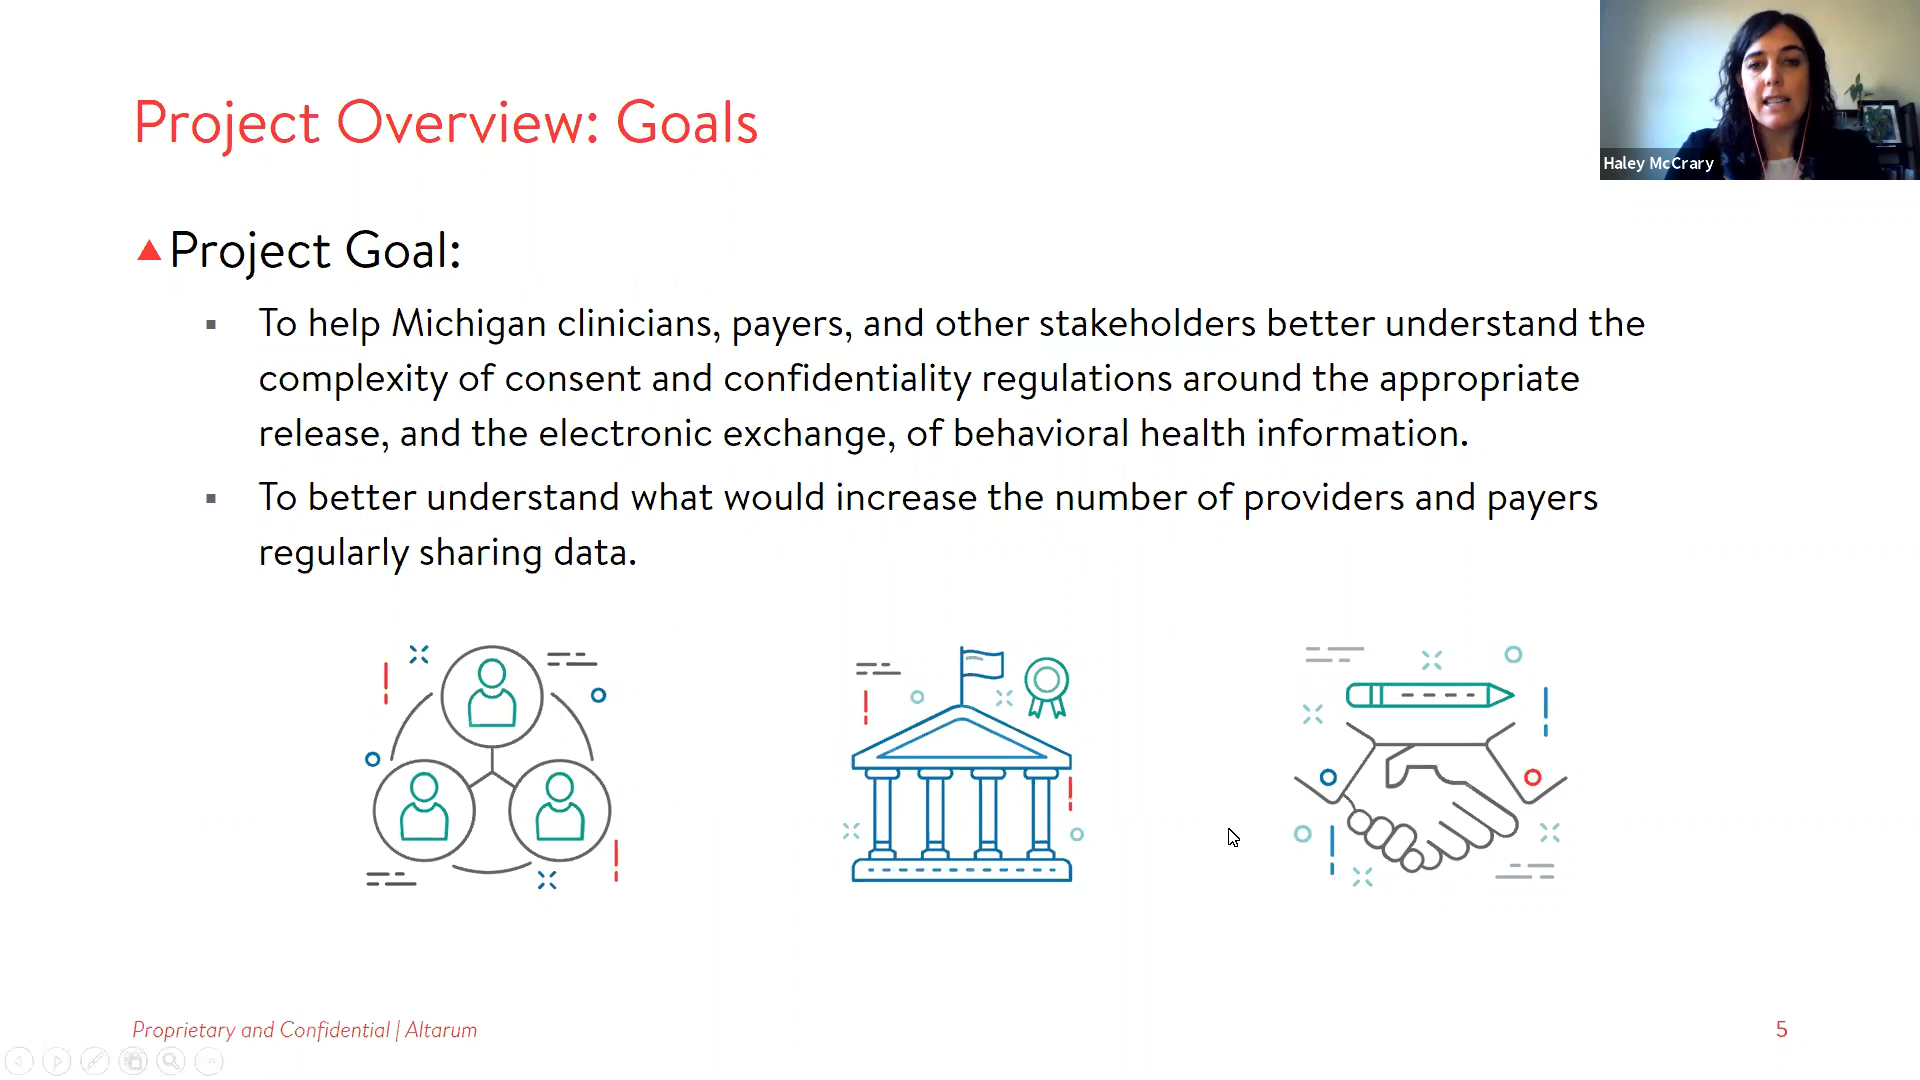 Project Overview: Goals
Haley McCrary
Project Goal:
To help Michigan clinicians, payers, and other stakeholders better understand the
complexity of consent and confidentiality regulations around the appropriate
release, and the electronic exchange, of behavioral health information.
To better understand what would increase the number of providers and payers
regularly sharing data.
Proprietary and Confidential | Altarum
5